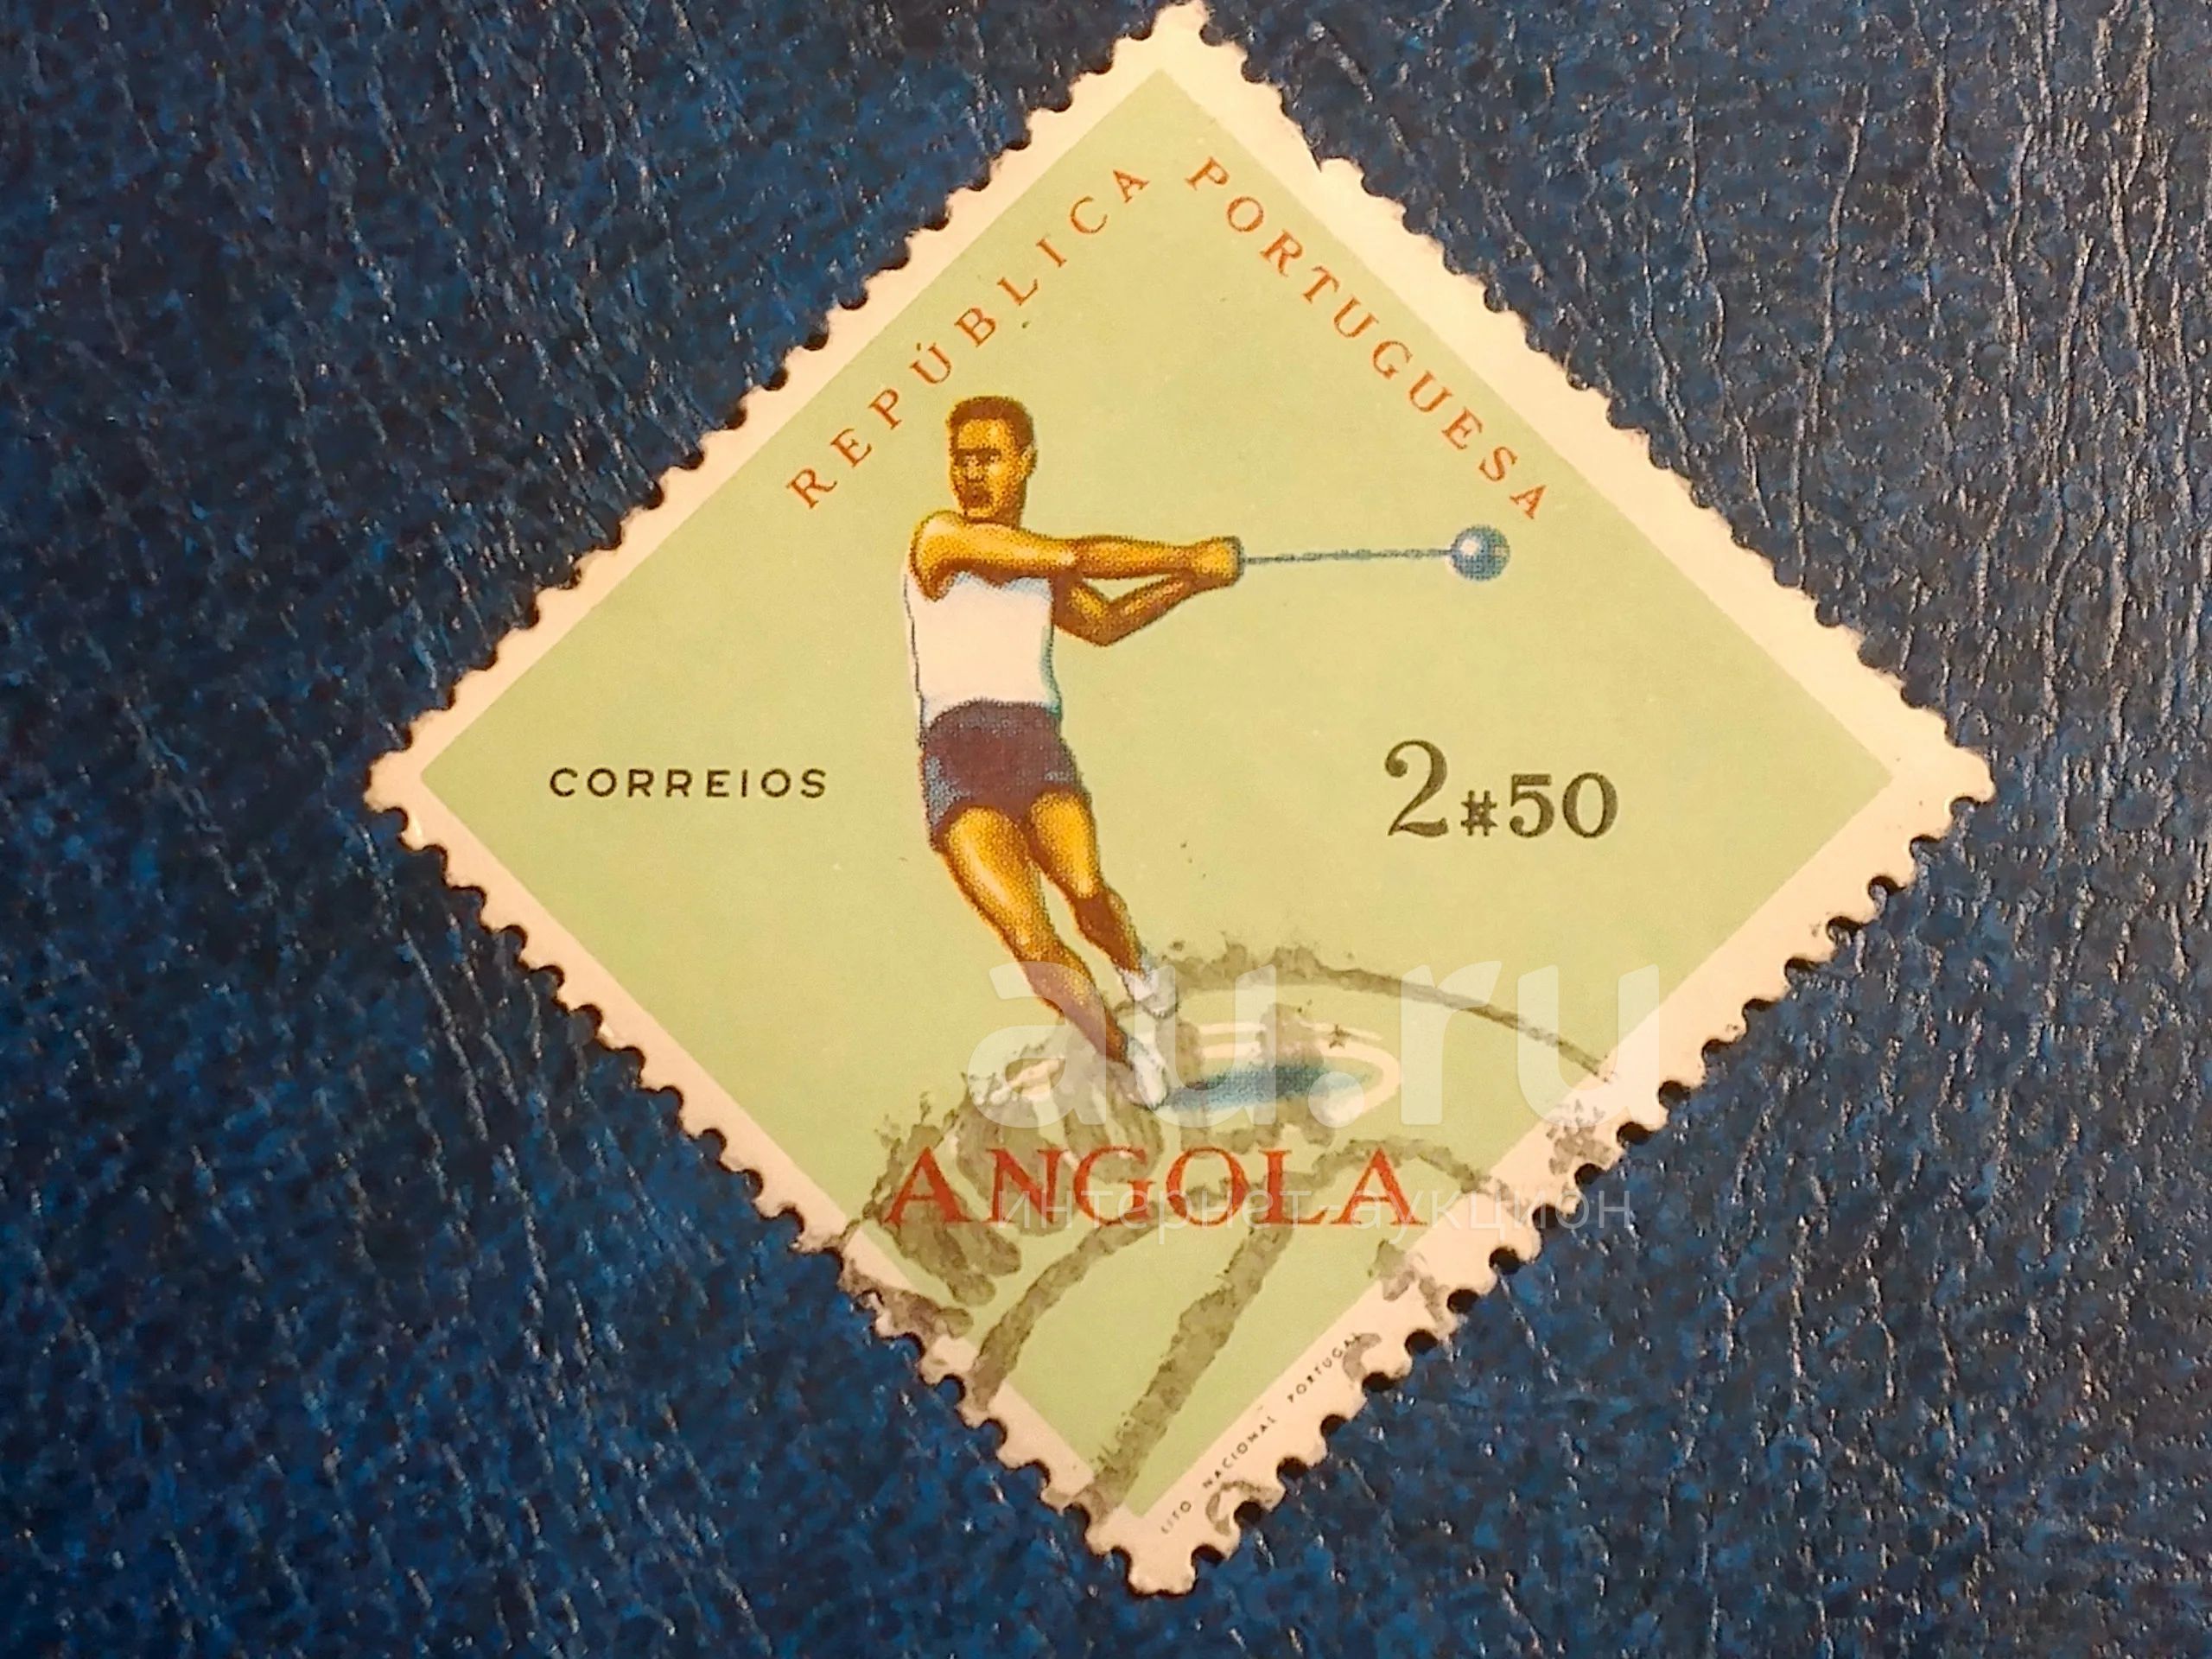 REPÚBLICA PORTUGUESA
CORREIOS
2$50
au.ru
ANGOLA
интернет-аукцион
LITO NACIONAL PORTUGAL